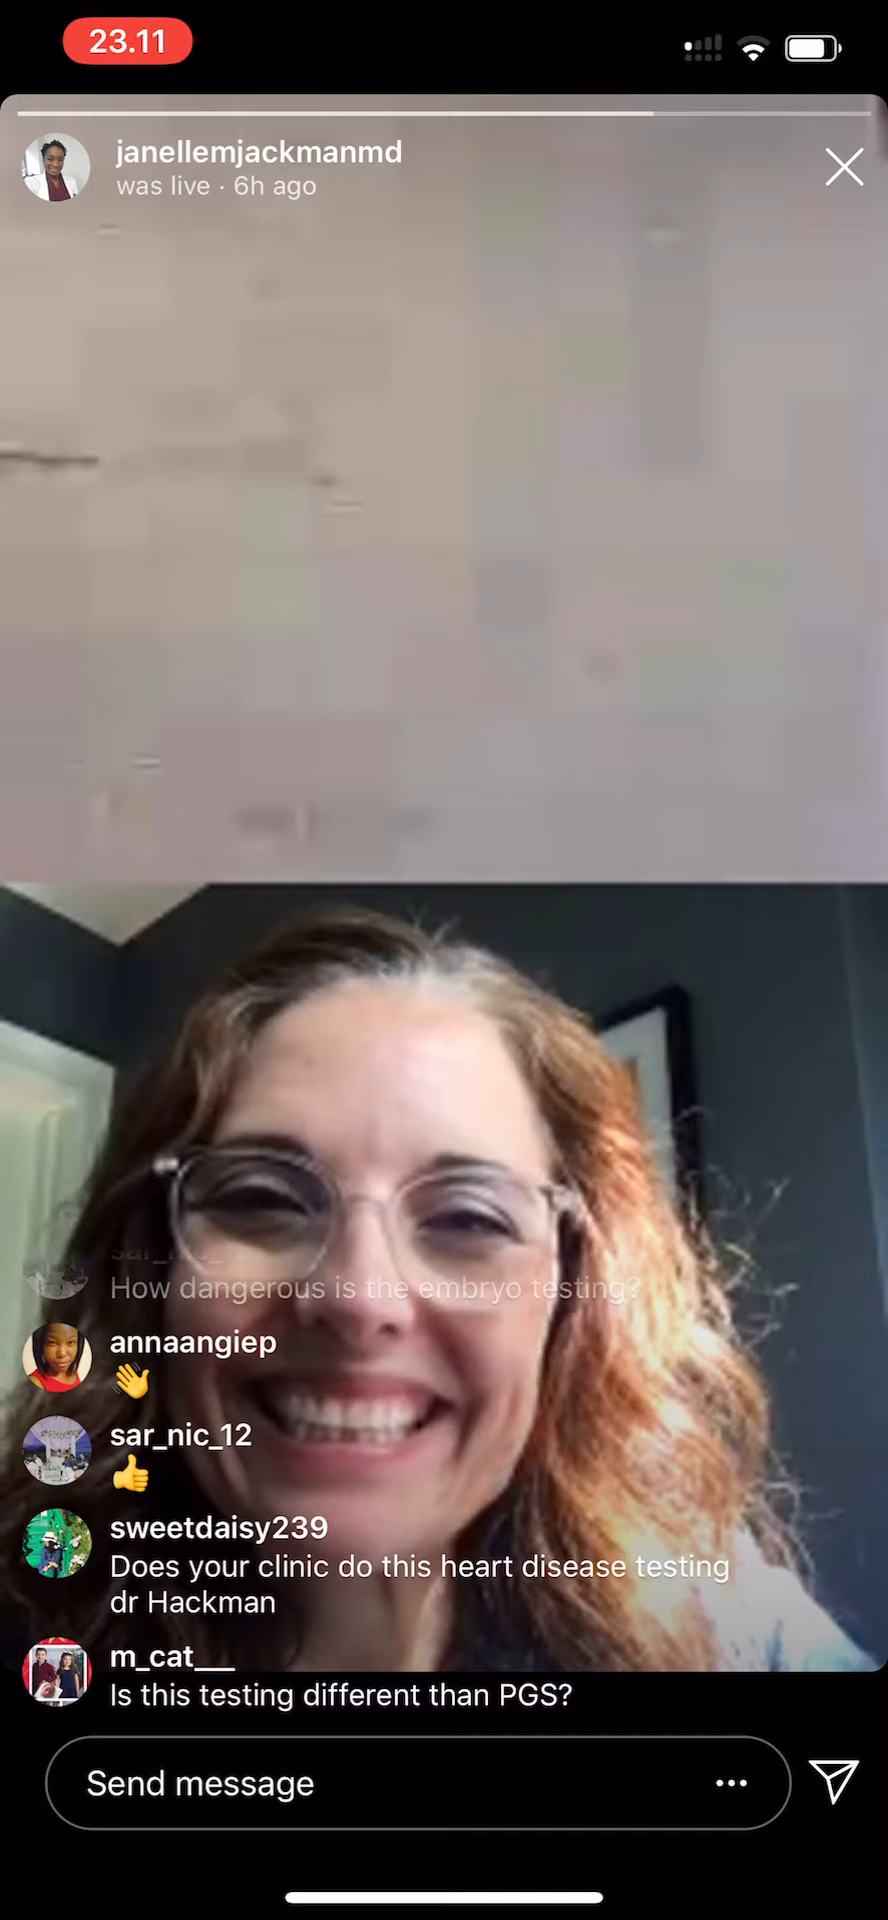 23.11
janellemjackmanmd
was live · 6h ago
How dangerous is the embryo testing?
annaangiep
👋
sar_nic_12
👍
sweetdaisy239
Does your clinic do this heart disease testing
dr Hackman
m_cat___
Is this testing different than PGS?
Send message